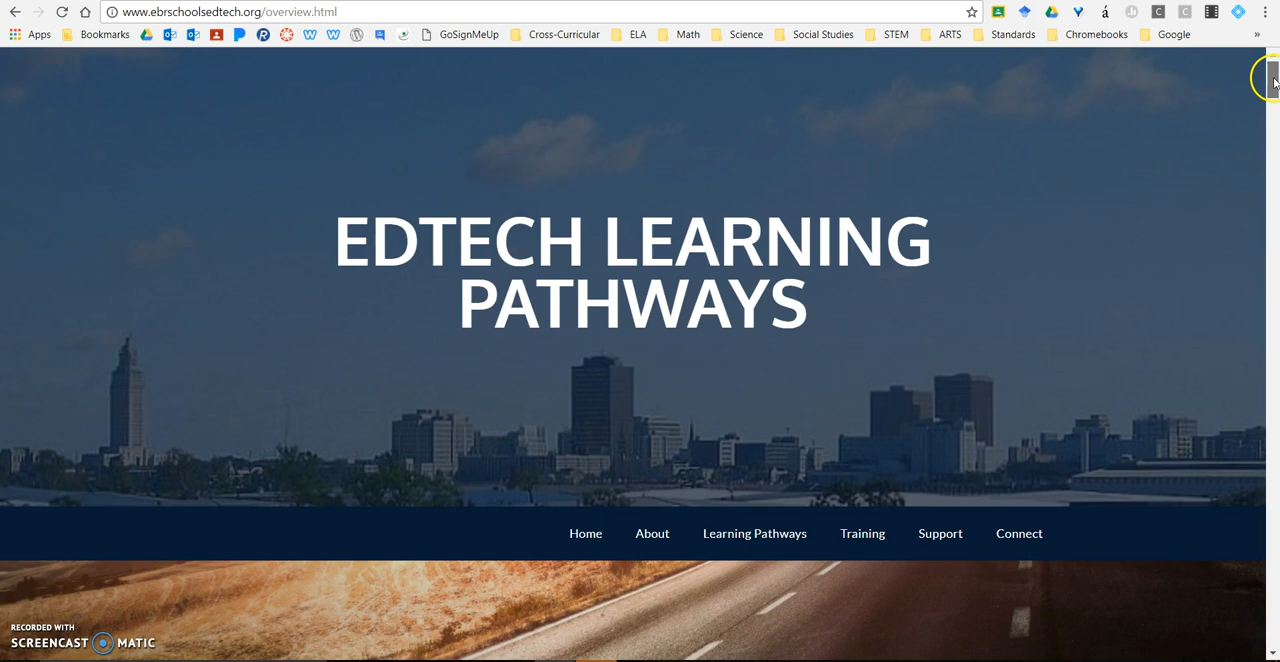 www.ebrschoolsedtech.org/overview.html
Apps Bookmarks GoSignMeUp Cross-Curricular ELA Math Science Social Studies STEM ARTS Standards Chromebooks Google »
EDTECH LEARNING
PATHWAYS
Home About Learning Pathways Training Support Connect
RECORDED WITH
SCREENCAST MATIC